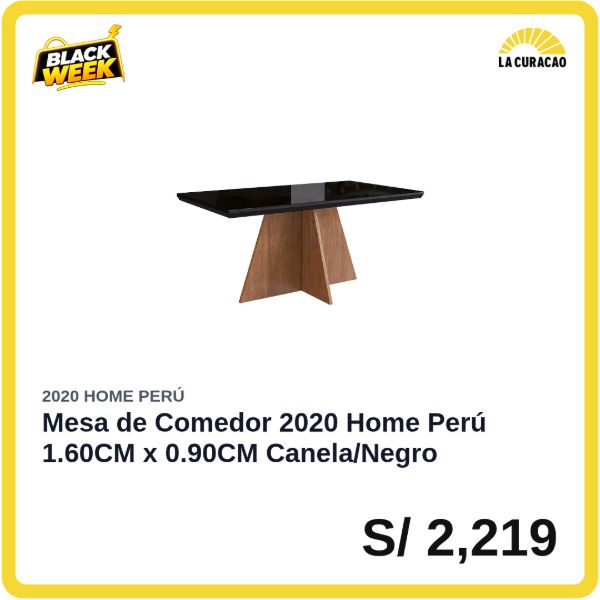 BLACK
WEEK
LA CURACAO
2020 HOME PERÚ
Mesa de Comedor 2020 Home Perú
1.60CM x 0.90CM Canela/Negro
S/ 2,219